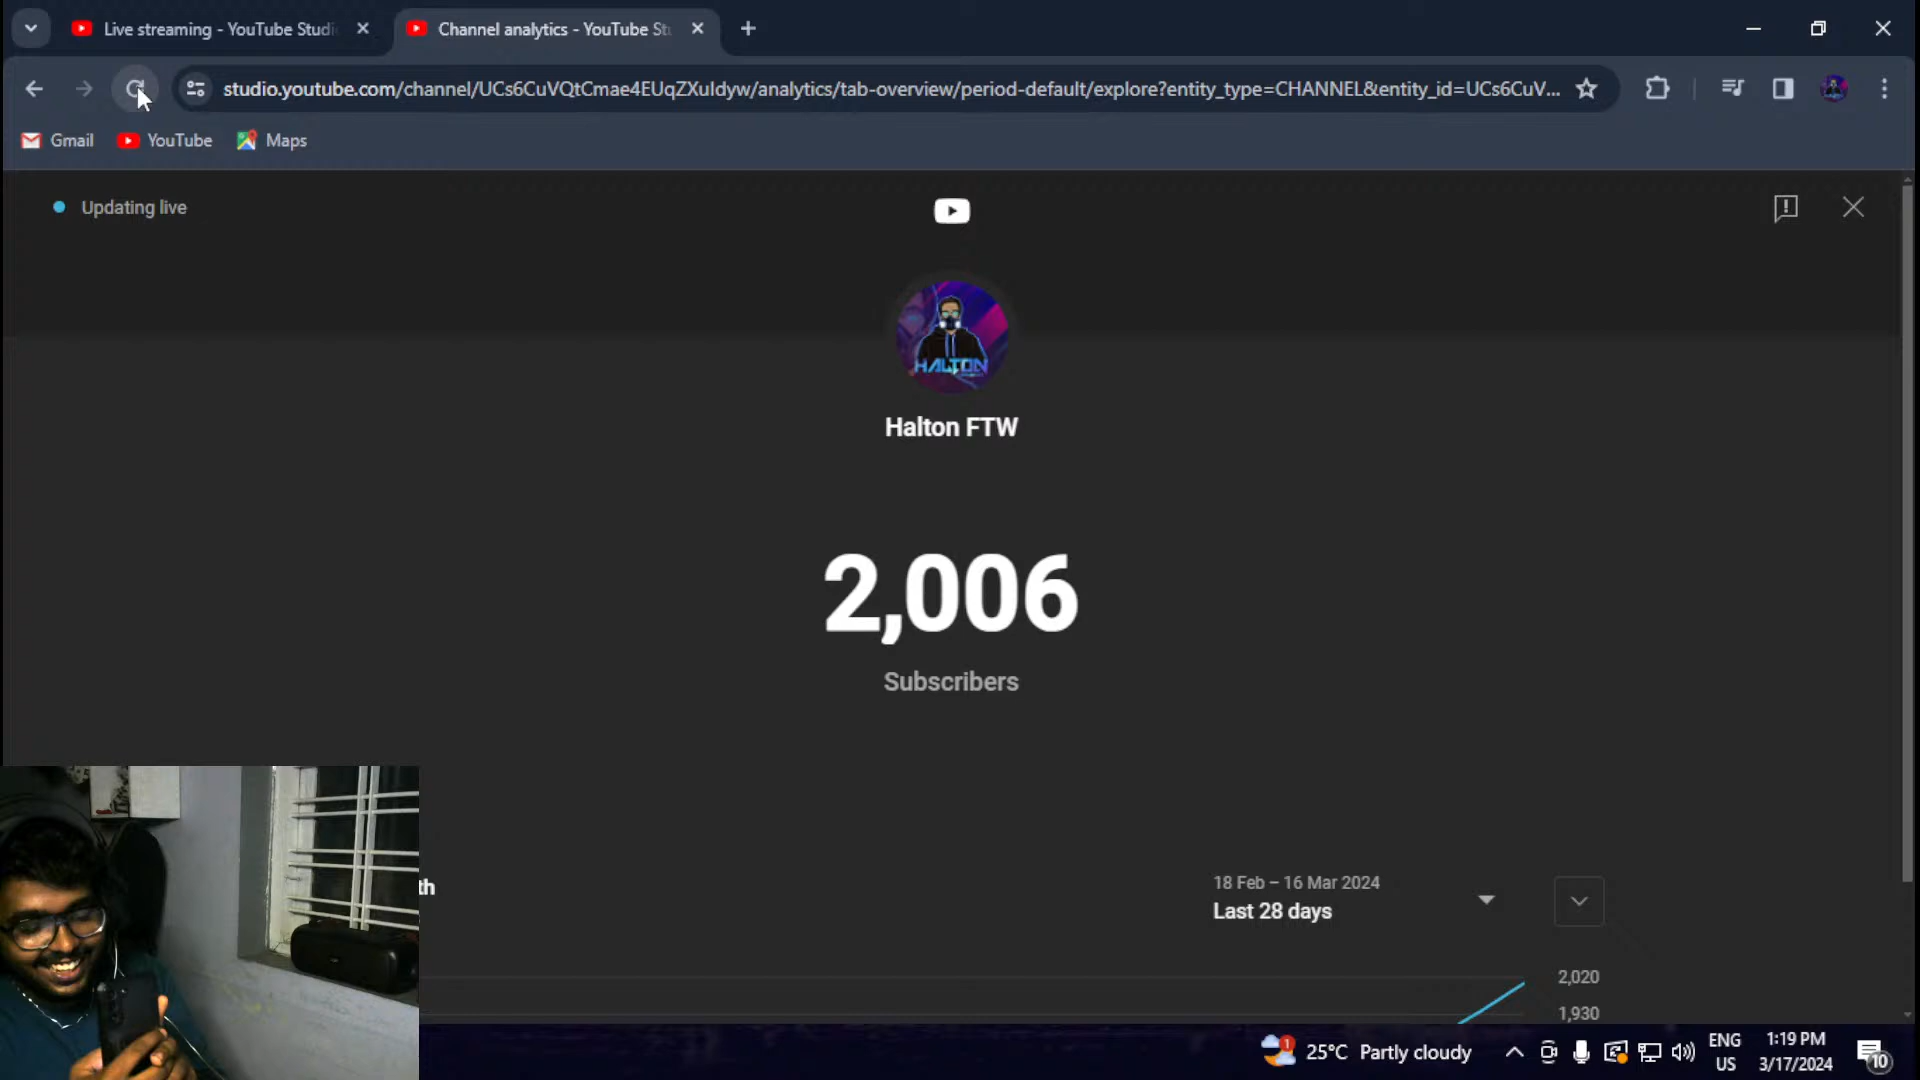 Live streaming - YouTube Studi
Channel analytics - YouTube St
studio.youtube.com/channel/UCs6CuVQtCmae4EUqZXuIdyw/analytics/tab-overview/period-default/explore?entity_type=CHANNEL&entity_id=UCs6CuV...
Gmail
YouTube
Maps
Updating live
HALTON
Halton FTW
2,006
Subscribers
th
18 Feb – 16 Mar 2024
Last 28 days
2,020
1,930
1
25°C Partly cloudy
ENG
US
1:19 PM
3/17/2024
10